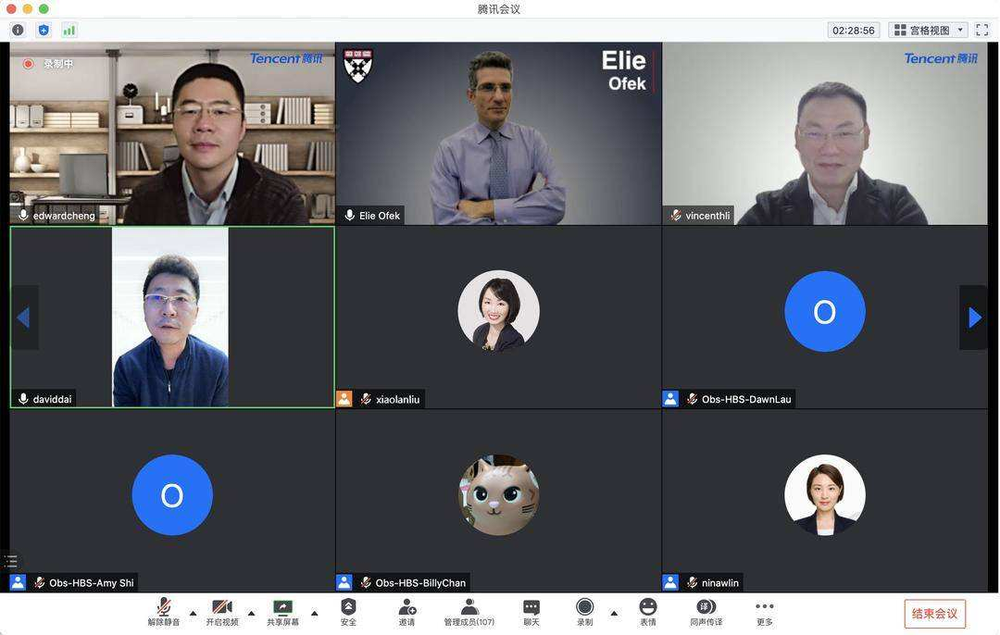 腾讯会议
02:28:56
宫格视图
录制中
Tencent 腾讯
edwardcheng
Elie
Ofek
Elie Ofek
Tencent 腾讯
vincenthli
daviddai
xiaolanliu
O
Obs-HBS-DawnLau
O
Obs-HBS-Amy Shi
Obs-HBS-BillyChan
ninawlin
解除静音
开启视频
共享屏幕
安全
邀请
管理成员(107)
聊天
录制
表情
译
同声传译
更多
结束会议